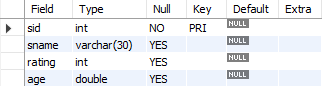 Field Type Null Key Default Extra
sid int NO PRI NULL
sname varchar(30) YES NULL
rating int YES NULL
age double YES NULL